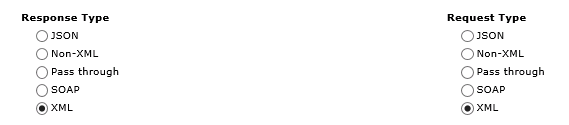 Response Type
JSON
Non-XML
Pass through
SOAP
XML
Request Type
JSON
Non-XML
Pass through
SOAP
XML